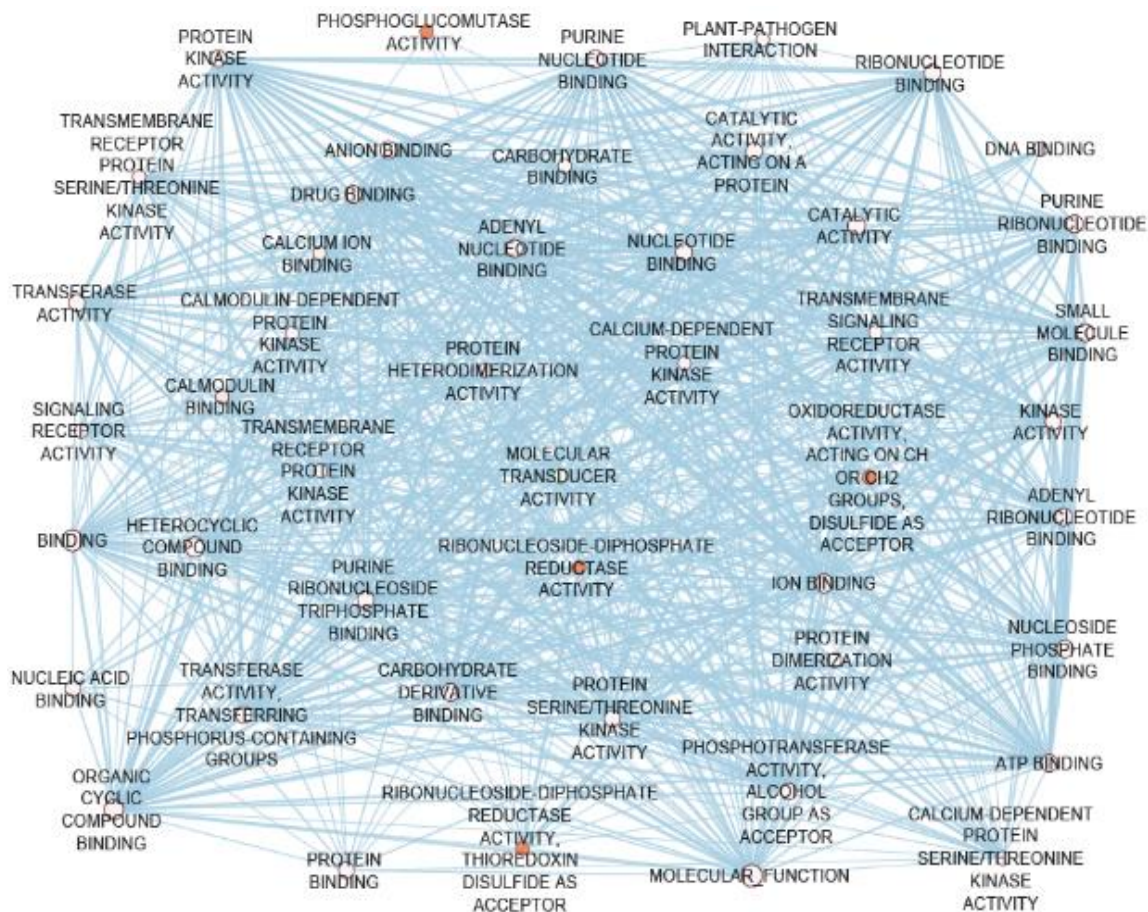 PROTEIN
KINASE
ACTIVITY
PHOSPHOGLUCOMUTASE
ACTIVITY
PURINE
NUCLEOTIDE
BINDING
PLANT-PATHOGEN
INTERACTION
RIBONUCLEOTIDE
BINDING
TRANSMEMBRANE
RECEPTOR
PROTEIN
SERINE/THREONINE
KINASE
ACTIVITY
ANION BINDING
DRUG BINDING
CARBOHYDRATE
BINDING
CATALYTIC
ACTIVITY,
ACTING ON A
PROTEIN
DNA BINDING
PURINE
RIBONUCLEOTIDE
BINDING
CALCIUM ION
BINDING
ADENYL
NUCLEOTIDE
BINDING
NUCLEOTIDE
BINDING
CATALYTIC
ACTIVITY
TRANSFERASE
ACTIVITY
CALMODULIN-DEPENDENT
PROTEIN
KINASE
ACTIVITY
PROTEIN
HETERODIMERIZATION
ACTIVITY
CALCIUM-DEPENDENT
PROTEIN
KINASE
ACTIVITY
TRANSMEMBRANE
SIGNALING
RECEPTOR
ACTIVITY
SMALL
MOLECULE
BINDING
CALMODULIN
BINDING
SIGNALING
RECEPTOR
ACTIVITY
TRANSMEMBRANE
RECEPTOR
PROTEIN
KINASE
ACTIVITY
MOLECULAR
TRANSDUCER
ACTIVITY
OXIDOREDUCTASE
ACTIVITY,
ACTING ON CH
OR CH2
GROUPS,
DISULFIDE AS
ACCEPTOR
KINASE
ACTIVITY
ADENYL
RIBONUCLEOTIDE
BINDING
BINDING
HETEROCYCLIC
COMPOUND
BINDING
PURINE
RIBONUCLEOSIDE
TRIPHOSPHATE
BINDING
RIBONUCLEOSIDE-DIPHOSPHATE
REDUCTASE
ACTIVITY
ION BINDING
NUCLEOSIDE
PHOSPHATE
BINDING
NUCLEIC ACID
BINDING
TRANSFERASE
ACTIVITY,
TRANSFERRING
PHOSPHORUS-CONTAINING
GROUPS
CARBOHYDRATE
DERIVATIVE
BINDING
PROTEIN
SERINE/THREONINE
KINASE
ACTIVITY
PROTEIN
DIMERIZATION
ACTIVITY
PHOSPHOTRANSFERASE
ACTIVITY,
ALCOHOL
GROUP AS
ACCEPTOR
ATP BINDING
ORGANIC
CYCLIC
COMPOUND
BINDING
PROTEIN
BINDING
RIBONUCLEOSIDE-DIPHOSPHATE
REDUCTASE
ACTIVITY,
THIOREDOXIN
DISULFIDE AS
ACCEPTOR
MOLECULAR_FUNCTION
CALCIUM-DEPENDENT
PROTEIN
SERINE/THREONINE
KINASE
ACTIVITY